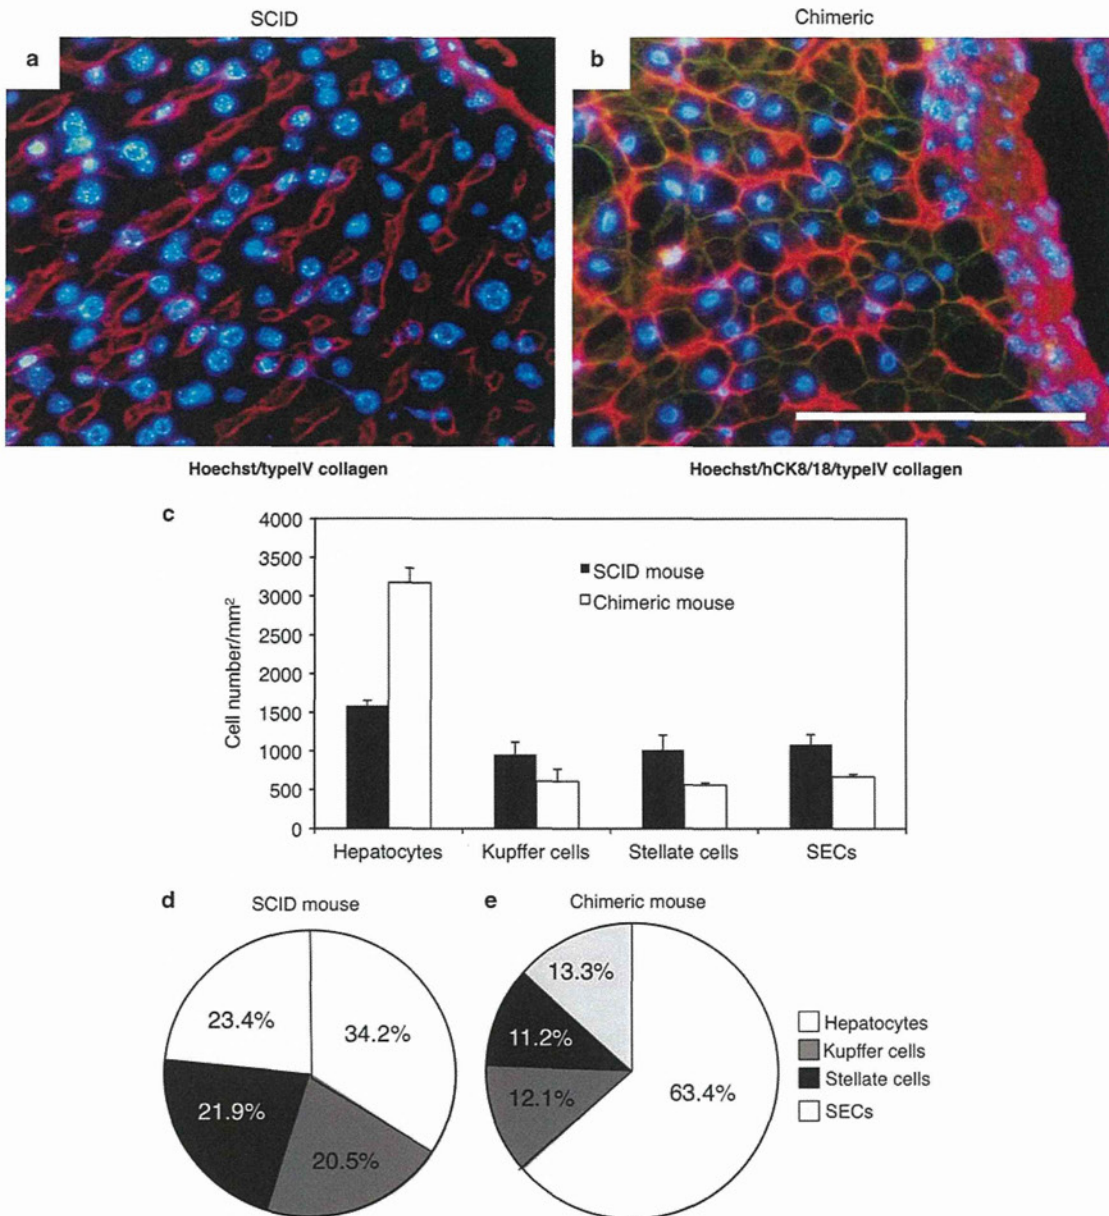 SCID
Chimeric
a
b
Hoechst/typeIV collagen
Hoechst/hCK8/18/typeIV collagen
c
4000
3500
3000
2500
2000
1500
1000
500
0
Cell number/mm²
SCID mouse
Chimeric mouse
Hepatocytes
Kupffer cells
Stellate cells
SECs
d
SCID mouse
e
Chimeric mouse
23.4%
34.2%
21.9%
20.5%
13.3%
11.2%
12.1%
63.4%
Hepatocytes
Kupffer cells
Stellate cells
SECs